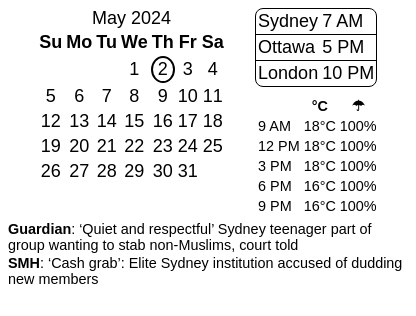 May 2024
Su Mo Tu We Th Fr Sa
1 2 3 4
5 6 7 8 9 10 11
12 13 14 15 16 17 18
19 20 21 22 23 24 25
26 27 28 29 30 31
Sydney 7 AM
Ottawa 5 PM
London 10 PM
°C ☂
9 AM 18°C 100%
12 PM 18°C 100%
3 PM 18°C 100%
6 PM 16°C 100%
9 PM 16°C 100%
Guardian: ‘Quiet and respectful’ Sydney teenager part of
group wanting to stab non-Muslims, court told
SMH: ‘Cash grab’: Elite Sydney institution accused of dudding
new members